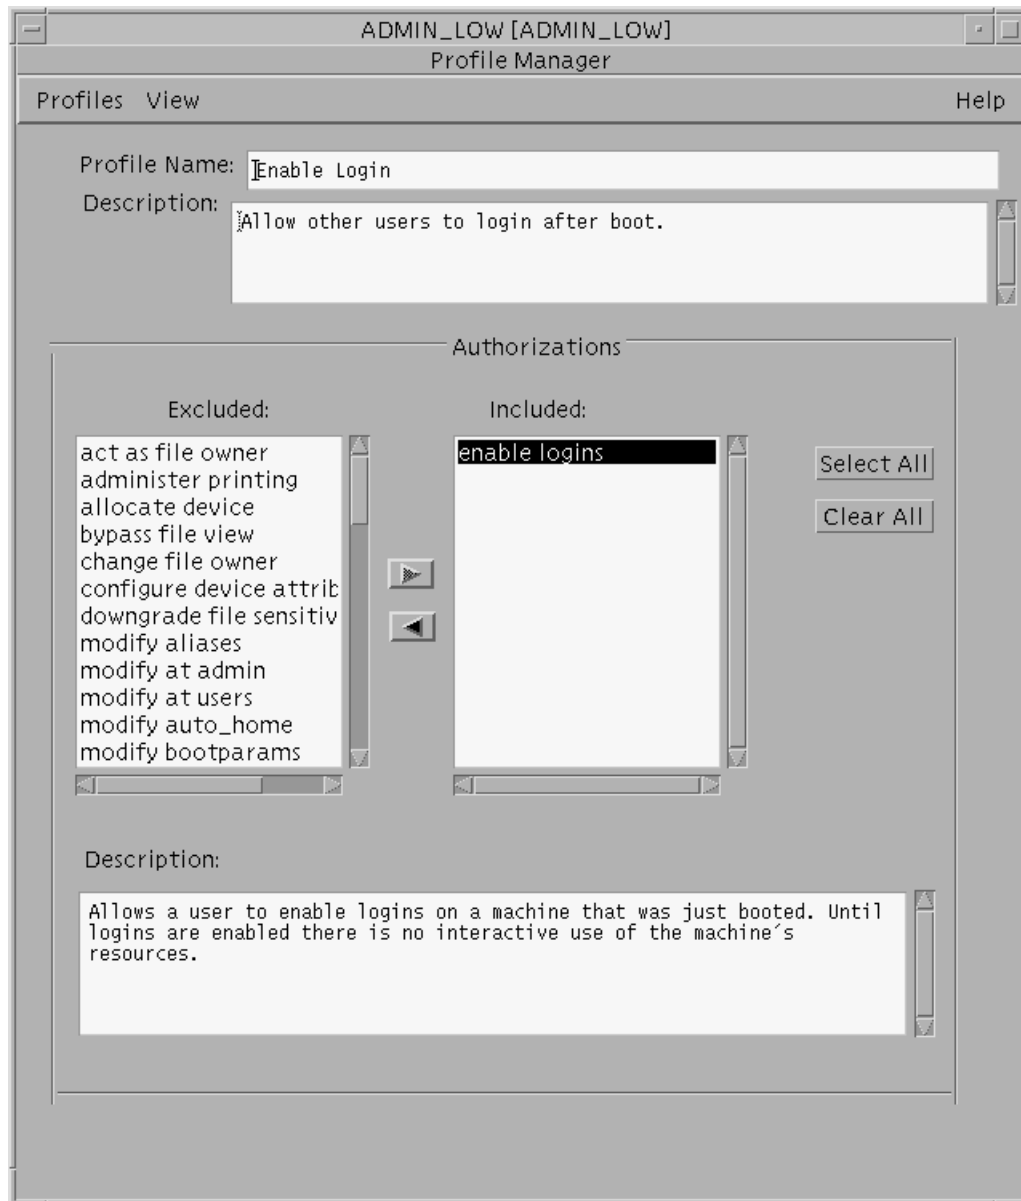 ADMIN_LOW [ADMIN_LOW]
Profile Manager
Profiles View Help
Profile Name: Enable Login
Description: Allow other users to login after boot.
Authorizations
Excluded: Included:
act as file owner
administer printing
allocate device
bypass file view
change file owner
configure device attrib
downgrade file sensitiv
modify aliases
modify at admin
modify at users
modify auto_home
modify bootparams
enable logins
Select All
Clear All
Description:
Allows a user to enable logins on a machine that was just booted. Until
logins are enabled there is no interactive use of the machine´s
resources.